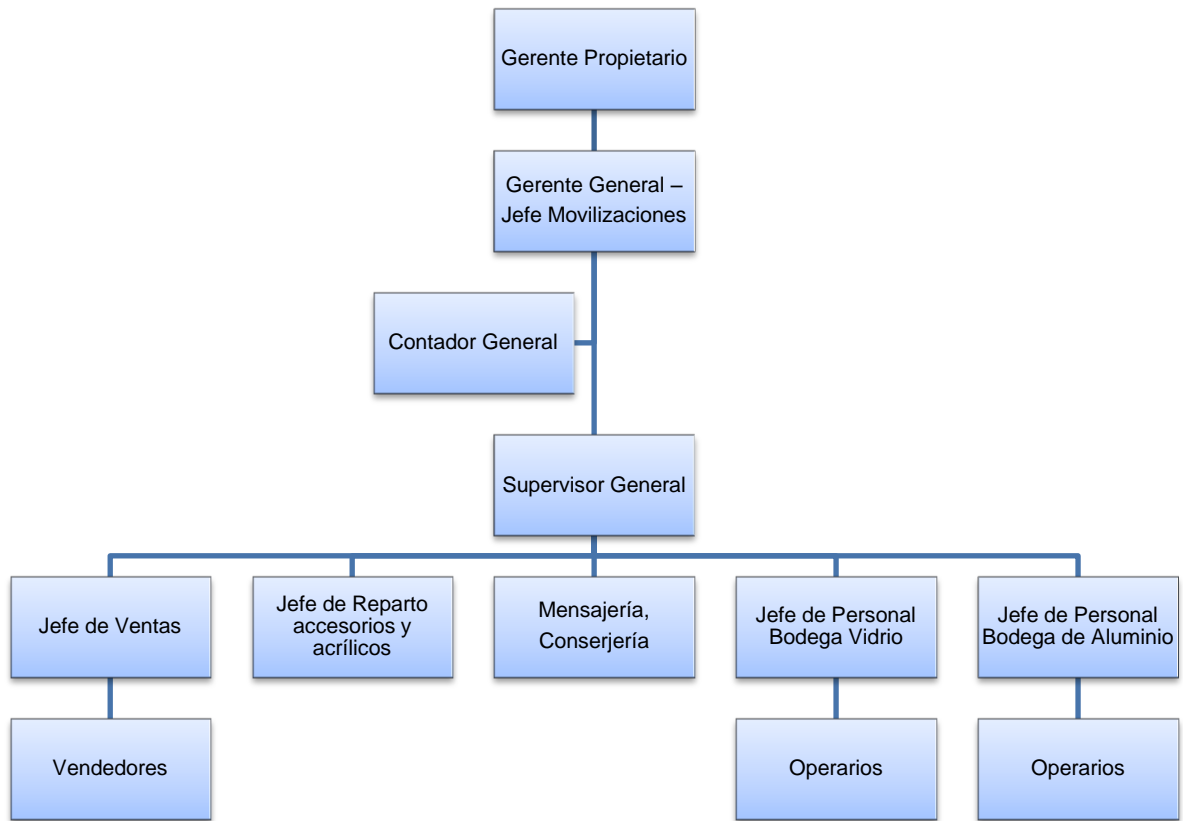 Gerente Propietario
Gerente General –
Jefe Movilizaciones
Contador General
Supervisor General
Jefe de Ventas
Jefe de Reparto
accesorios y
acrílicos
Mensajería,
Conserjería
Jefe de Personal
Bodega Vidrio
Jefe de Personal
Bodega de Aluminio
Vendedores
Operarios
Operarios